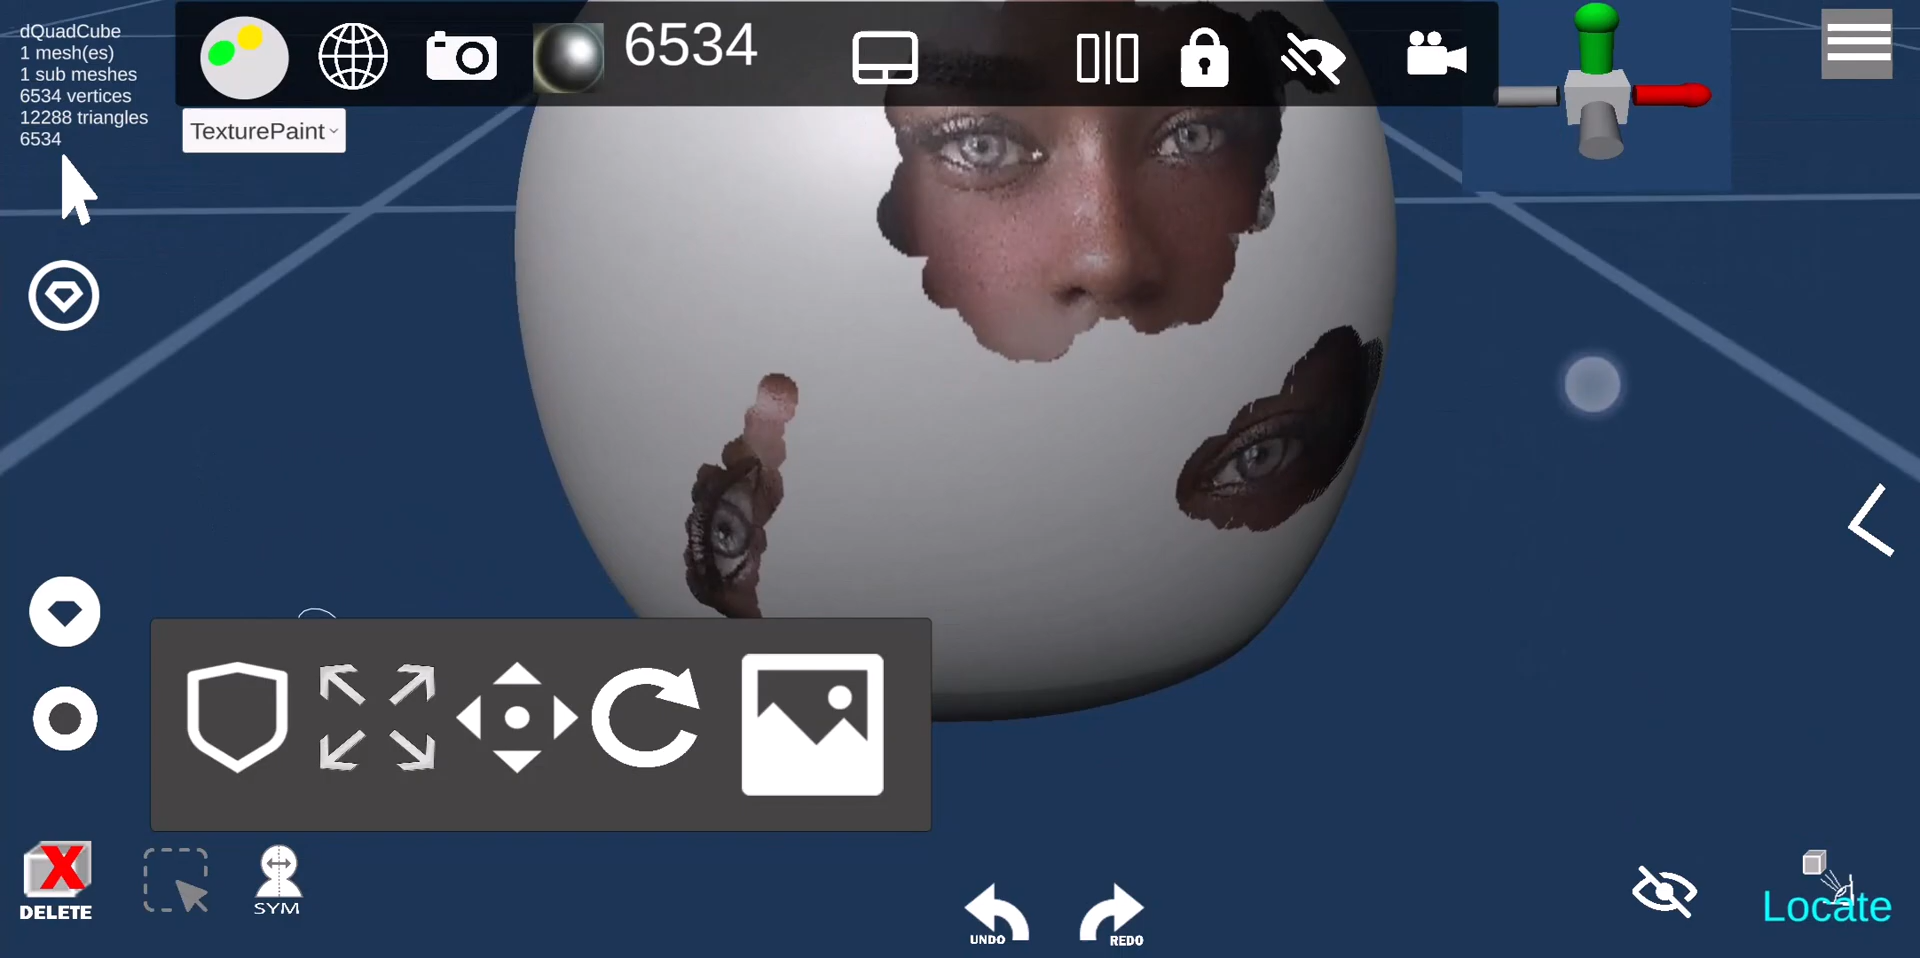 dQuadCube
1 mesh(es)
1 sub meshes
6534 vertices
12288 triangles
6534
6534
TexturePaint
DELETE
SYM
UNDO
REDO
Locate